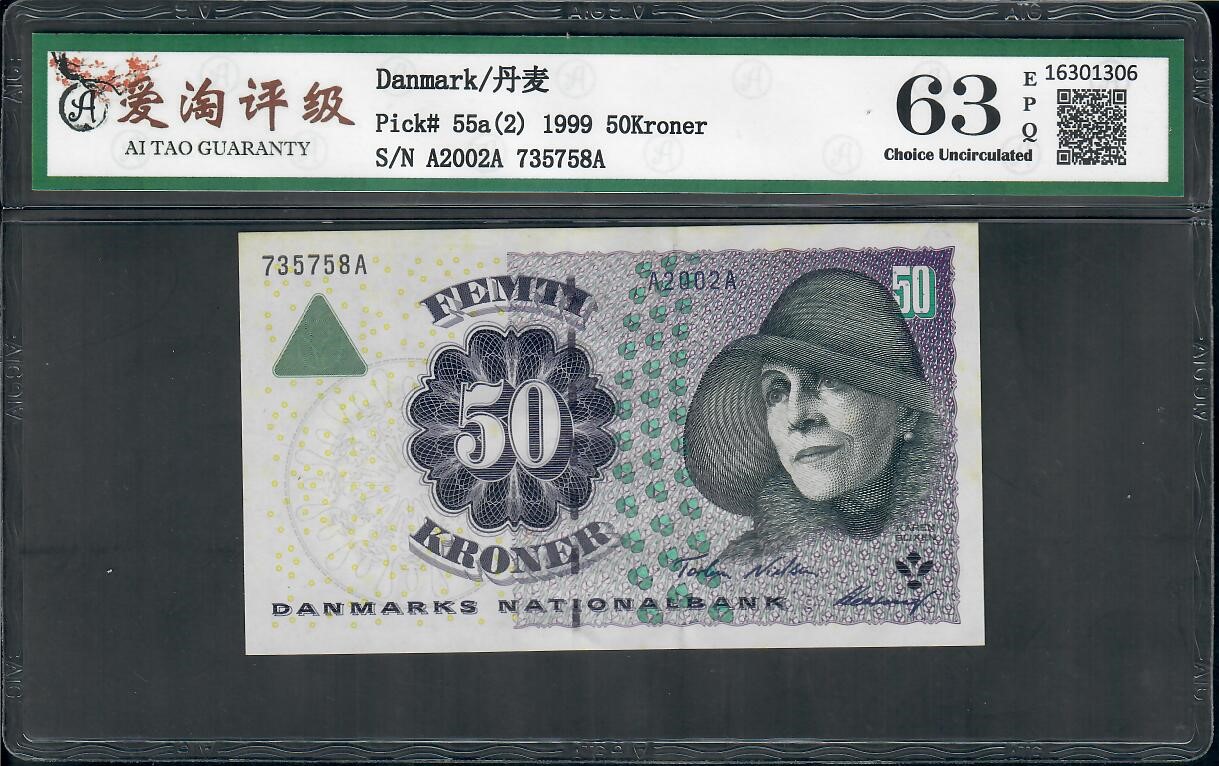 爱淘评级
AI TAO GUARANTY
Danmark/丹麦
Pick# 55a(2) 1999 50Kroner
S/N A2002A 735758A
63
EPQ
Choice Uncirculated
16301306
735758A
A2002A
50
FEMTI
50
KRONER
KAREN
BLIXEN
DANMARKS NATIONALBANK